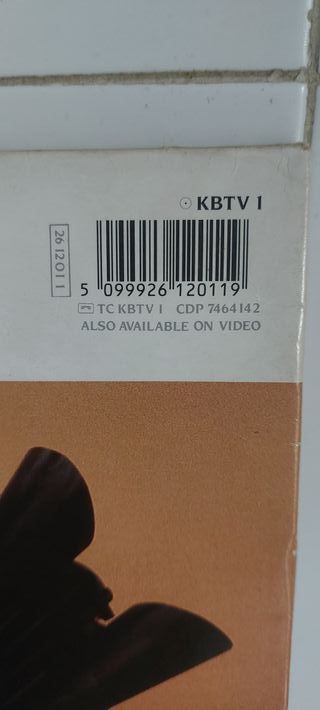 KBTV 1
26 1201 1
5 099926 120119
TC KBTV 1 CDP 7464142
ALSO AVAILABLE ON VIDEO